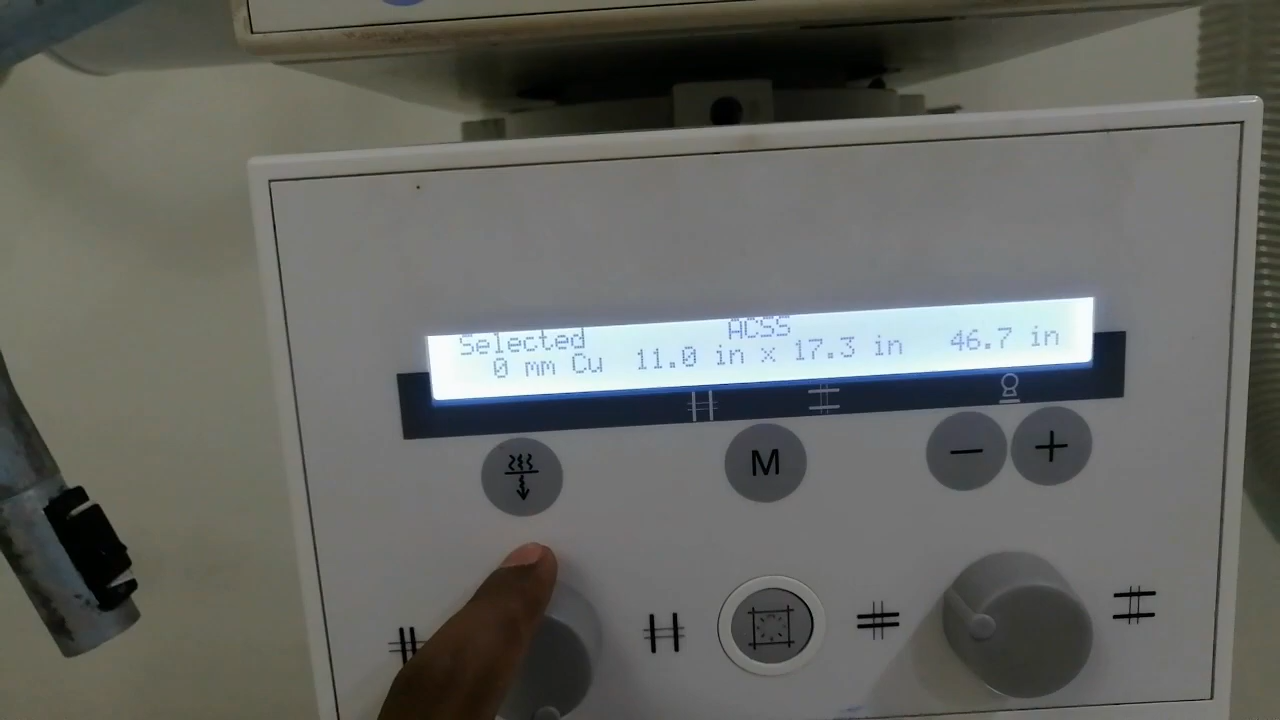 Selected ACSS
0 mm Cu 11.0 in x 17.3 in 46.7 in
M
− +